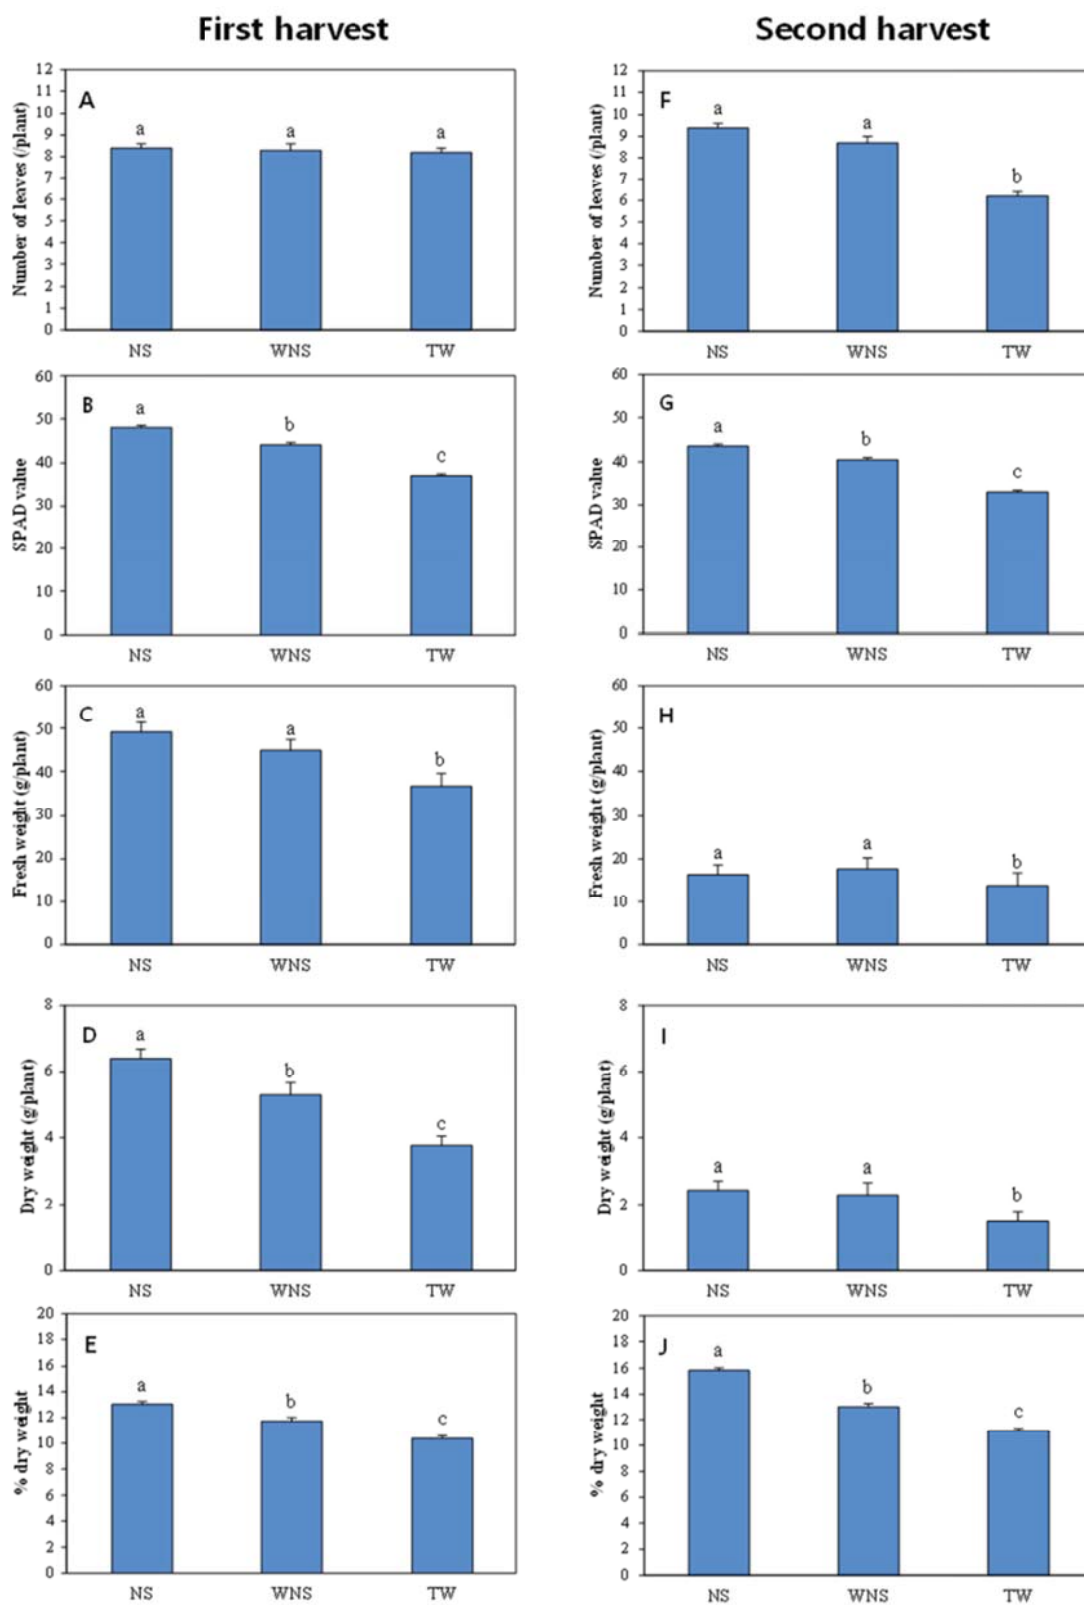 First harvest
Second harvest
A
Number of leaves (/plant)
12
11
10
9
8
7
6
5
4
3
2
1
0
a
a
a
NS
WNS
TW
F
Number of leaves (/plant)
12
11
10
9
8
7
6
5
4
3
2
1
0
a
a
b
NS
WNS
TW
B
SPAD value
60
50
40
30
20
10
0
a
b
c
NS
WNS
TW
G
SPAD value
60
50
40
30
20
10
0
a
b
c
NS
WNS
TW
C
Fresh weight (g/plant)
60
50
40
30
20
10
0
a
a
b
NS
WNS
TW
H
Fresh weight (g/plant)
60
50
40
30
20
10
0
a
a
b
NS
WNS
TW
D
Dry weight (g/plant)
8
6
4
2
0
a
b
c
NS
WNS
TW
I
Dry weight (g/plant)
8
6
4
2
0
a
a
b
NS
WNS
TW
E
% dry weight
20
18
16
14
12
10
8
6
4
2
0
a
b
c
NS
WNS
TW
J
% dry weight
20
18
16
14
12
10
8
6
4
2
0
a
b
c
NS
WNS
TW